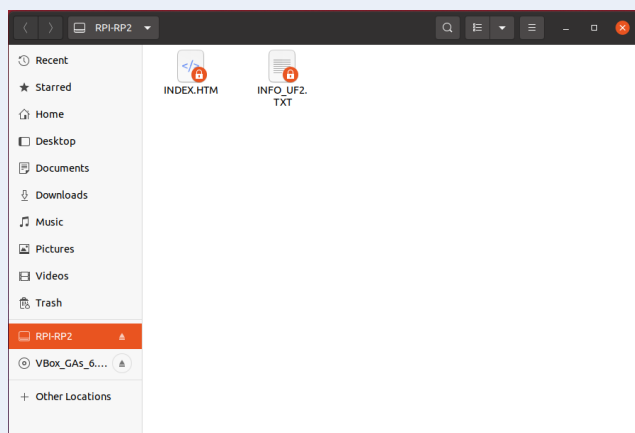 RPI-RP2
Recent
Starred
Home
Desktop
Documents
Downloads
Music
Pictures
Videos
Trash
RPI-RP2
VBox_GAs_6....
Other Locations
INDEX.HTM
INFO_UF2.
TXT